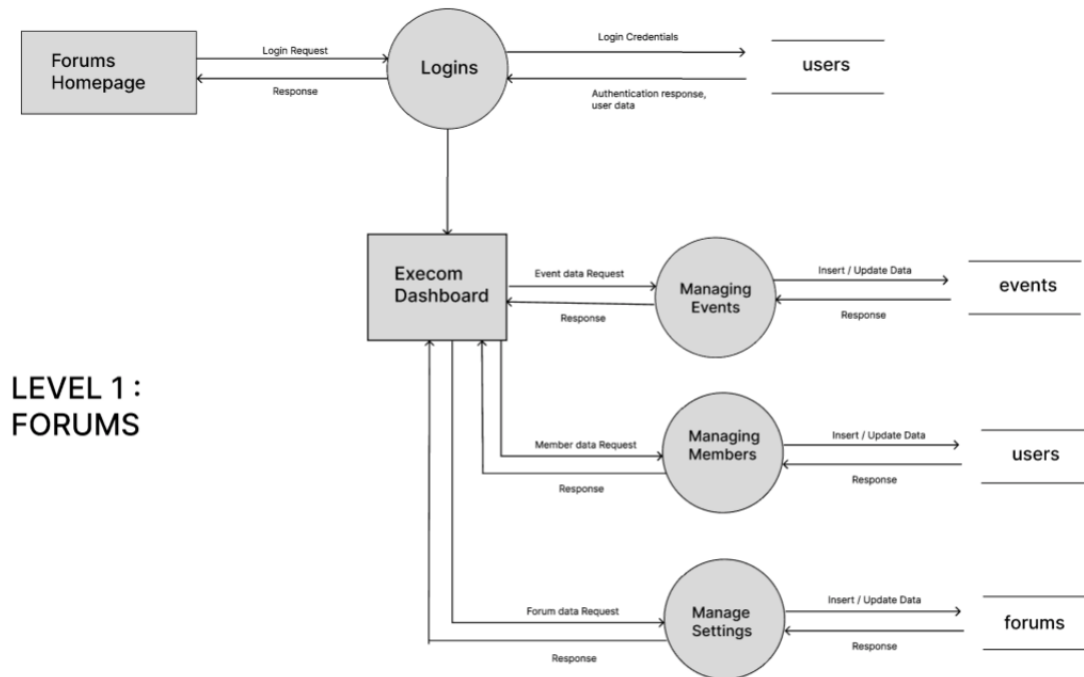 Forums
Homepage
Login Request
Response
Logins
Login Credentials
Authentication response,
user data
users
Execom
Dashboard
Event data Request
Response
Managing
Events
Insert / Update Data
Response
events
LEVEL 1 :
FORUMS
Member data Request
Response
Managing
Members
Insert / Update Data
Response
users
Forum data Request
Response
Manage
Settings
Insert / Update Data
Response
forums